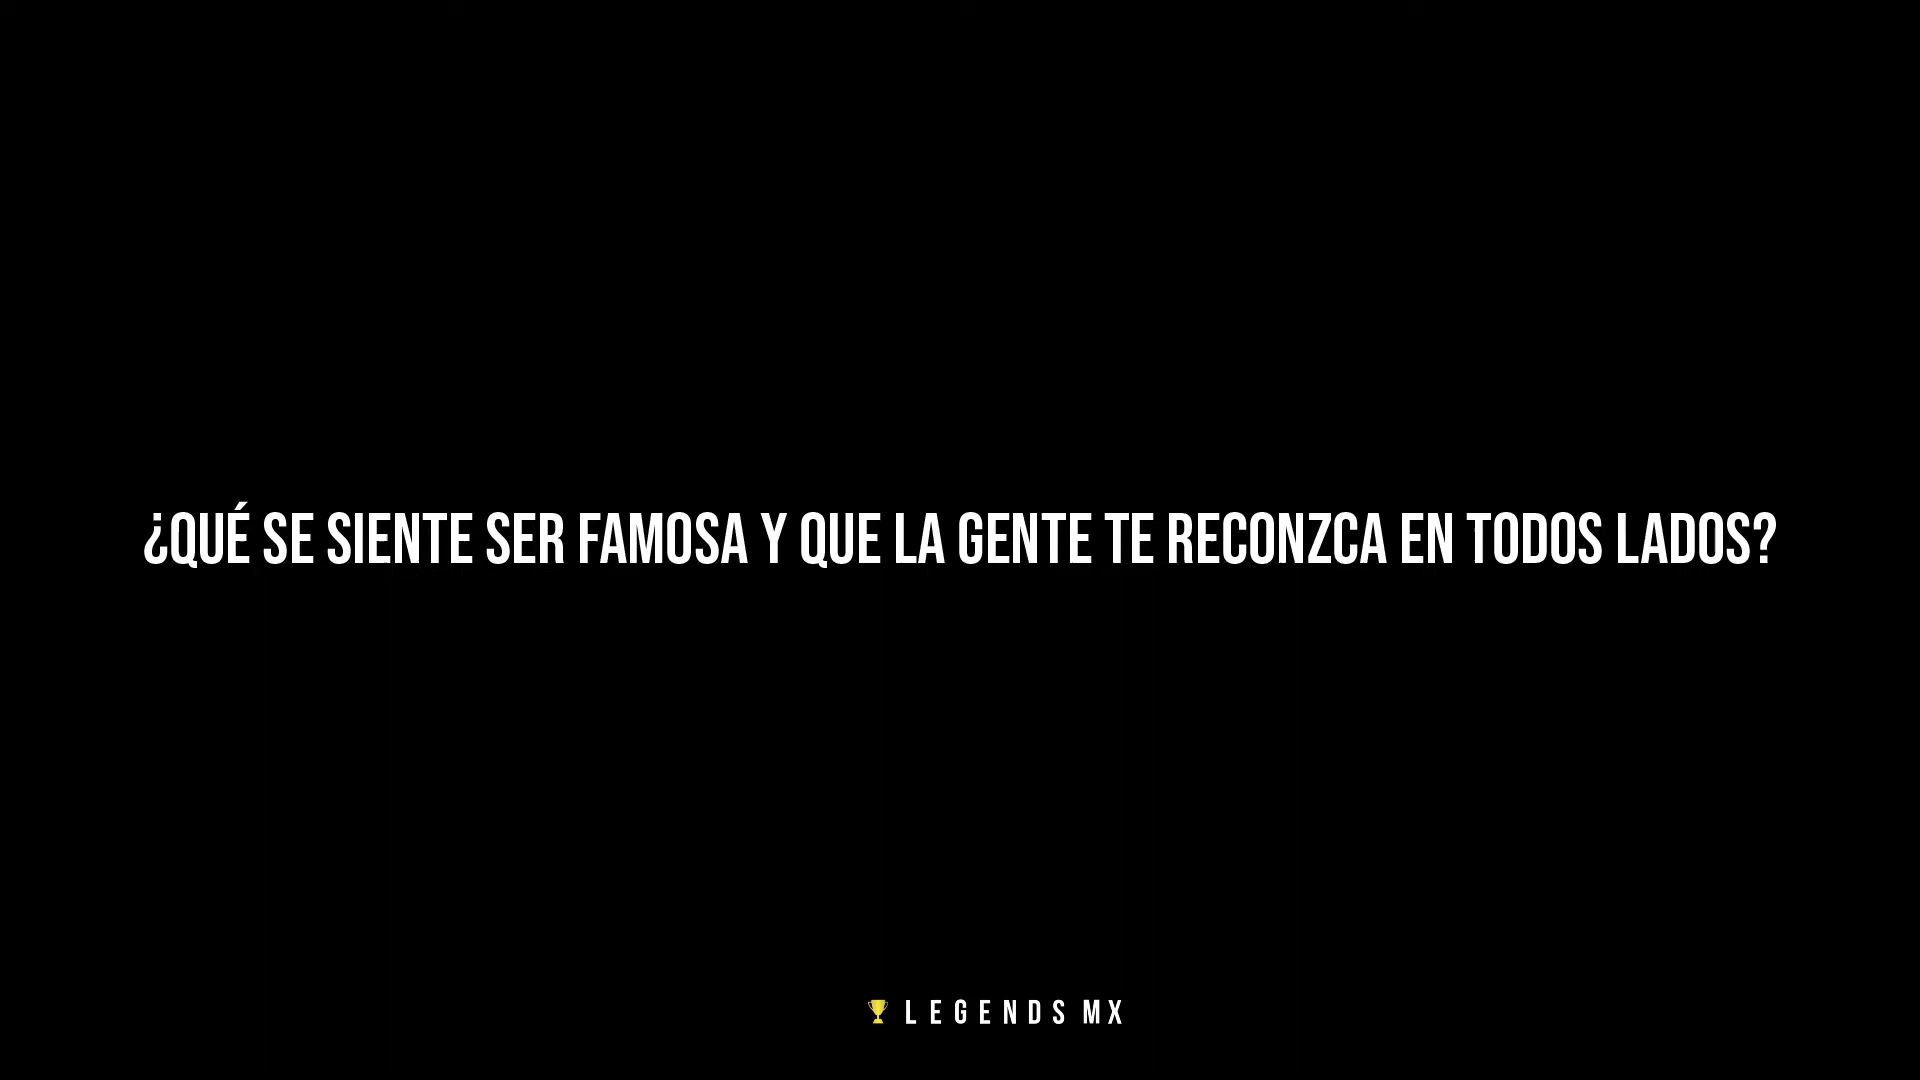 ¿QUÉ SE SIENTE SER FAMOSA Y QUE LA GENTE TE RECONZCA EN TODOS LADOS?
LEGENDS MX